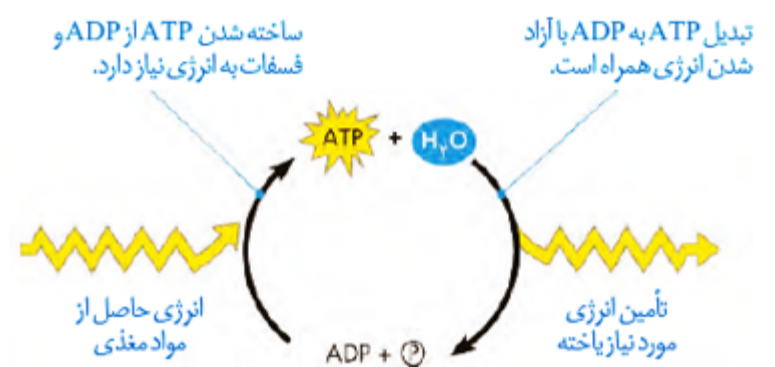 تبدیل ATP به ADP با آزاد
شدن انرژی همراه است.
ساخته شدن ATP از ADP و
فسفات به انرژی نیاز دارد.
ATP + H₂O
تأمین انرژی
مورد نیاز یاخته
انرژی حاصل از
مواد مغذی
ADP + Ⓟ